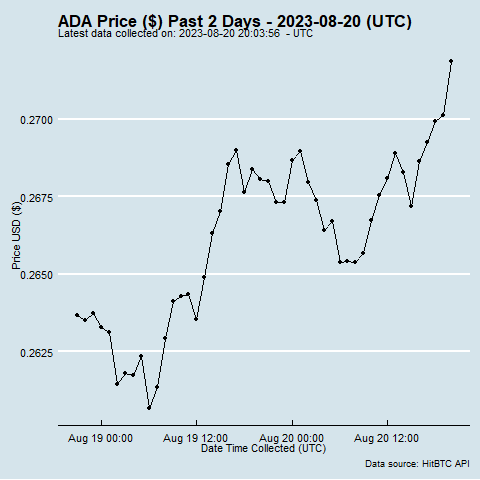 ADA Price ($) Past 2 Days - 2023-08-20 (UTC)
Latest data collected on: 2023-08-20 20:03:56 - UTC
0.2700
0.2675
0.2650
0.2625
Price USD ($)
Aug 19 00:00 Aug 19 12:00 Aug 20 00:00 Aug 20 12:00
Date Time Collected (UTC)
Data source: HitBTC API